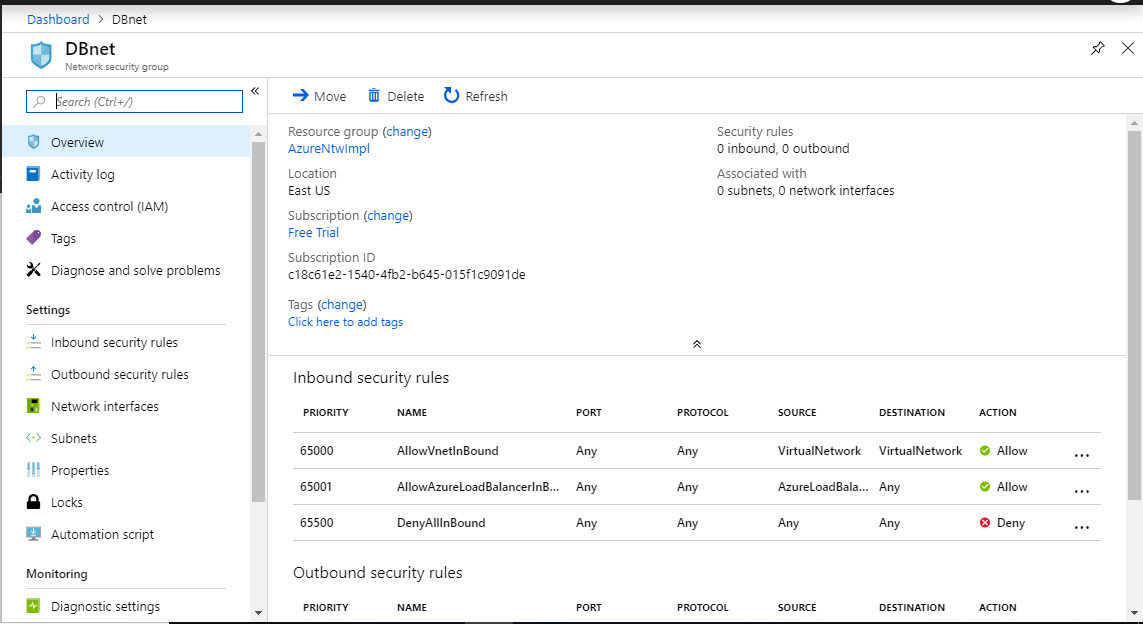 Dashboard > DBnet
DBnet
Network security group
Search (Ctrl+/)
«
Overview
Activity log
Access control (IAM)
Tags
Diagnose and solve problems
Settings
Inbound security rules
Outbound security rules
Network interfaces
Subnets
Properties
Locks
Automation script
Monitoring
Diagnostic settings
Move Delete Refresh
Resource group (change)
AzureNtwImpl
Location
East US
Subscription (change)
Free Trial
Subscription ID
c18c61e2-1540-4fb2-b645-015f1c9091de
Tags (change)
Click here to add tags
Security rules
0 inbound, 0 outbound
Associated with
0 subnets, 0 network interfaces
Inbound security rules
PRIORITY NAME PORT PROTOCOL SOURCE DESTINATION ACTION
65000 AllowVnetInBound Any Any VirtualNetwork VirtualNetwork Allow ...
65001 AllowAzureLoadBalancerInB... Any Any AzureLoadBala... Any Allow ...
65500 DenyAllInBound Any Any Any Any Deny ...
Outbound security rules
PRIORITY NAME PORT PROTOCOL SOURCE DESTINATION ACTION